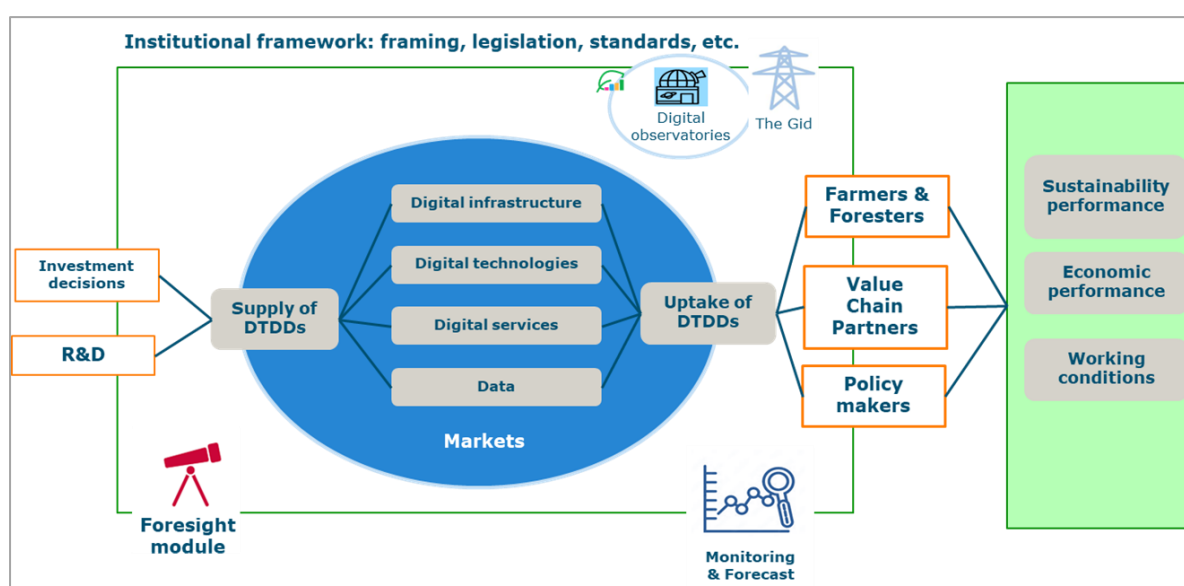 Institutional framework: framing, legislation, standards, etc.
Digital
observatories
The Gid
Investment
decisions
R&D
Supply of
DTDDs
Digital infrastructure
Digital technologies
Digital services
Data
Markets
Uptake of
DTDDs
Farmers &
Foresters
Value
Chain
Partners
Policy
makers
Sustainability
performance
Economic
performance
Working
conditions
Foresight
module
Monitoring
& Forecast